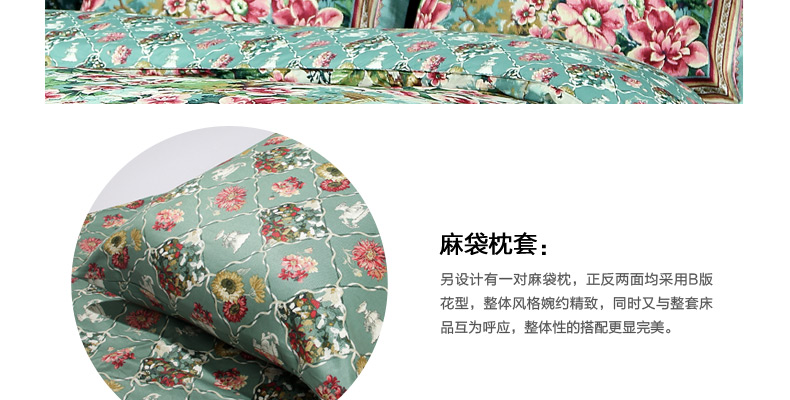 麻袋枕套：
另设计有一对麻袋枕，正反两面均采用B版
花型，整体风格婉约精致，同时又与整套床
品互为呼应，整体性的搭配更显完美。